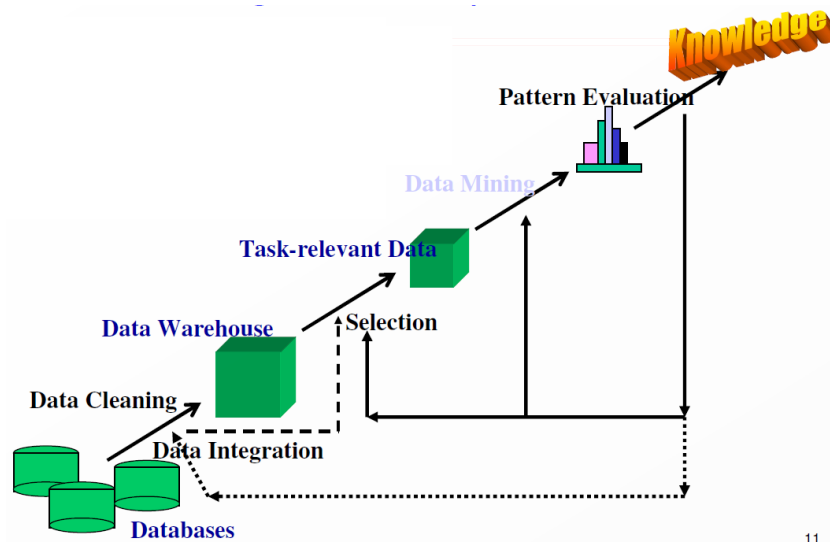 Knowledge
Pattern Evaluation
Data Mining
Task-relevant Data
Selection
Data Warehouse
Data Cleaning
Data Integration
Databases
11